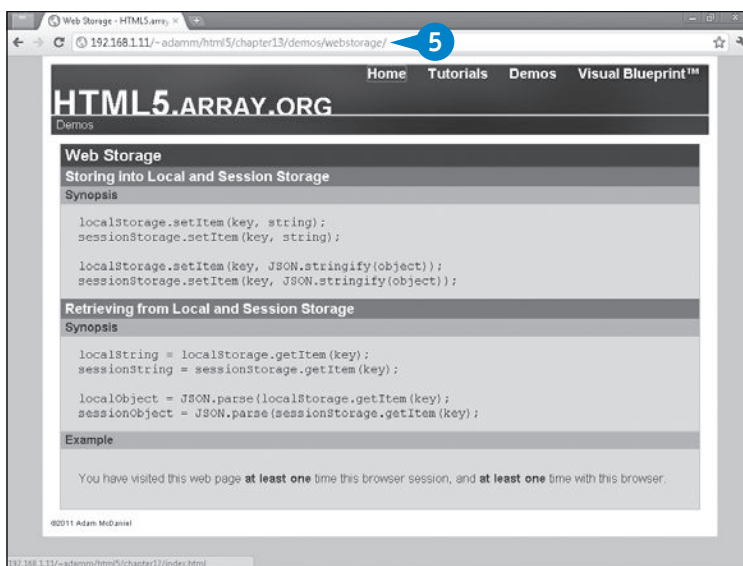 Web Storage - HTML5.array
192.168.1.11/~adamm/html5/chapter13/demos/webstorage/
5
Home Tutorials Demos Visual Blueprint™
HTML5.ARRAY.ORG
Demos
Web Storage
Storing into Local and Session Storage
Synopsis
localStorage.setItem(key, string);
sessionStorage.setItem(key, string);
localStorage.setItem(key, JSON.stringify(object));
sessionStorage.setItem(key, JSON.stringify(object));
Retrieving from Local and Session Storage
Synopsis
localString = localStorage.getItem(key);
sessionString = sessionStorage.getItem(key);
localObject = JSON.parse(localStorage.getItem(key);
sessionObject = JSON.parse(sessionStorage.getItem(key);
Example
You have visited this web page at least one time this browser session, and at least one time with this browser.
©2011 Adam McDaniel
192.168.1.11/~adamm/html5/chapter12/index.html